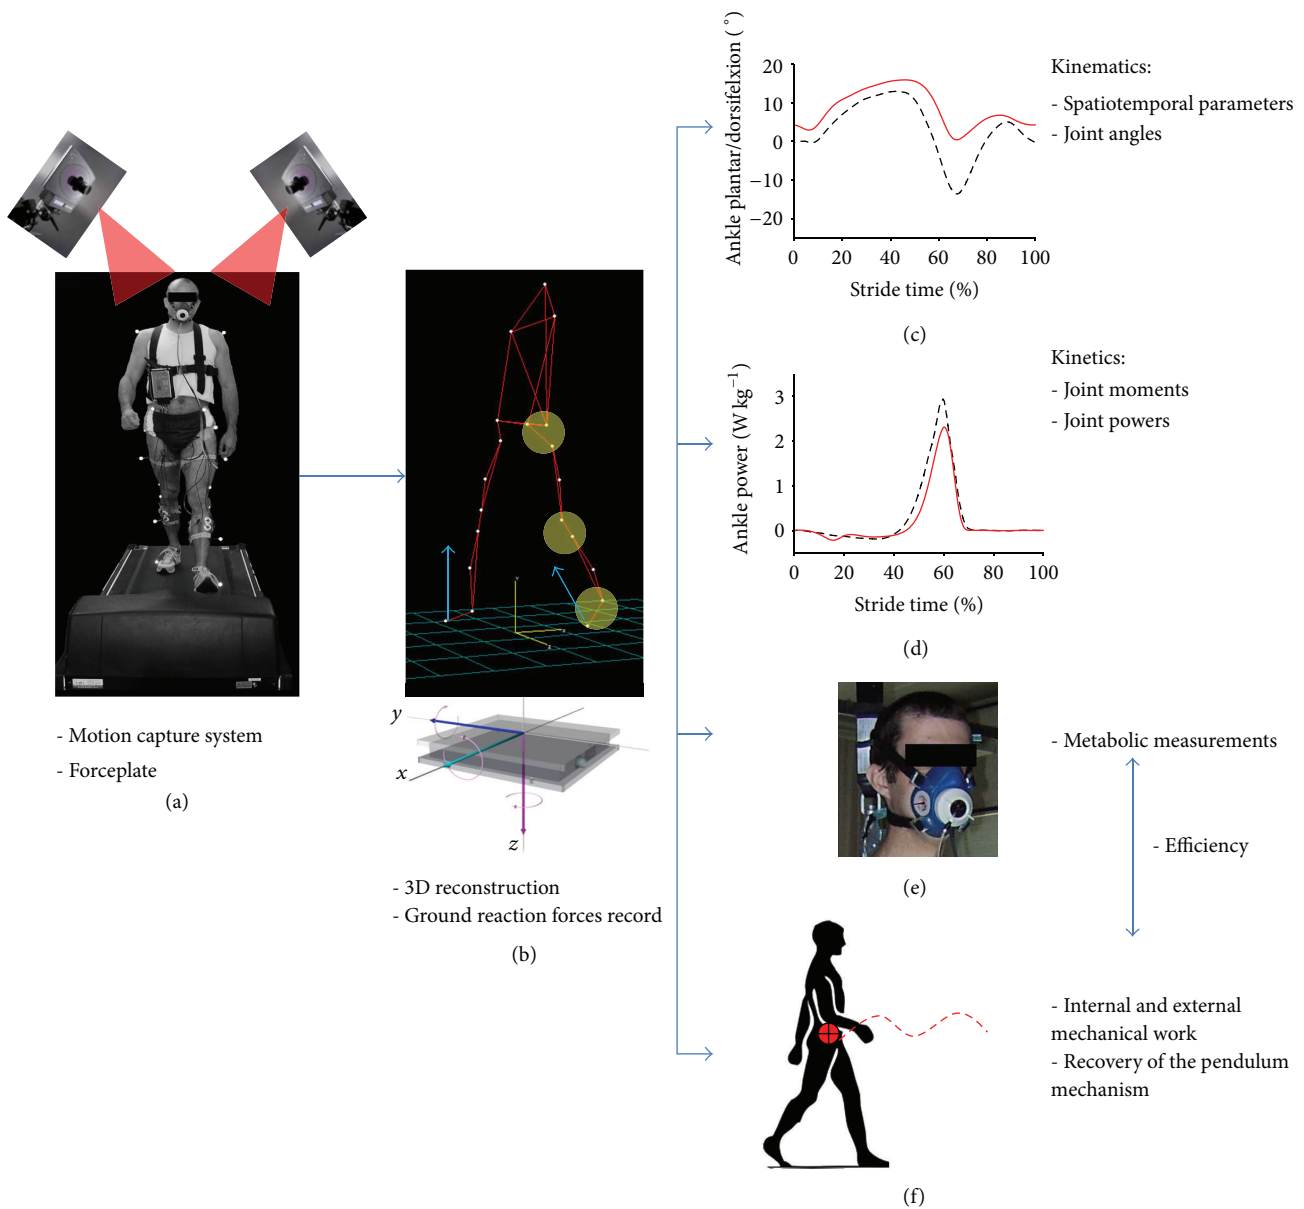 Ankle plantar/dorsifelxion (°)
20
10
0
−10
−20
0 20 40 60 80 100
Stride time (%)
(c)
Kinematics:
- Spatiotemporal parameters
- Joint angles
Ankle power (W kg⁻¹)
3
2
1
0
0 20 40 60 80 100
Stride time (%)
(d)
Kinetics:
- Joint moments
- Joint powers
- Motion capture system
- Forceplate
(a)
y
x
z
- 3D reconstruction
- Ground reaction forces record
(b)
(e)
- Metabolic measurements
- Efficiency
- Internal and external
mechanical work
- Recovery of the pendulum
mechanism
(f)